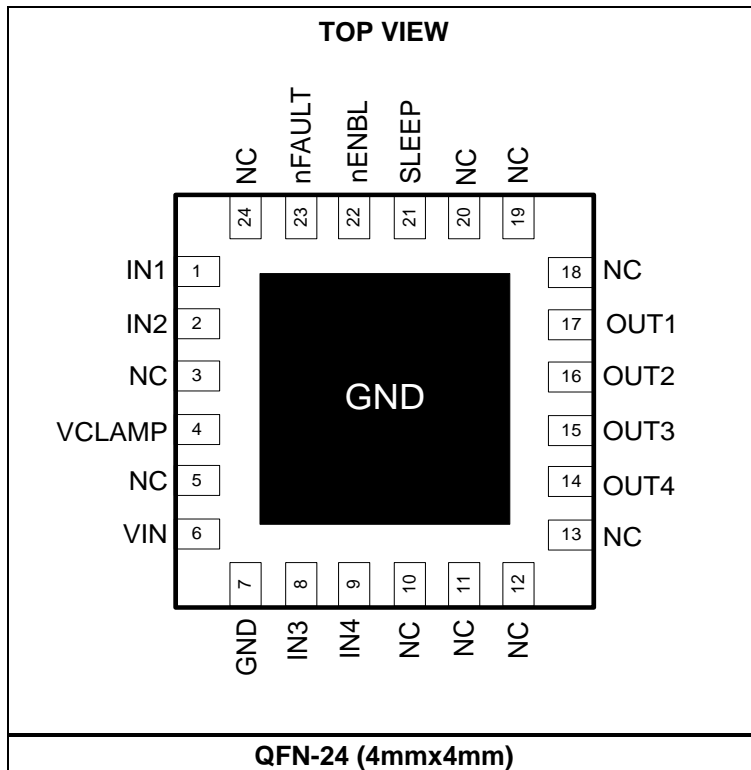 TOP VIEW
NC
nFAULT
nENBL
SLEEP
NC
NC
24
23
22
21
20
19
IN1 1
IN2 2
NC 3
VCLAMP 4
NC 5
VIN 6
GND
18 NC
17 OUT1
16 OUT2
15 OUT3
14 OUT4
13 NC
7
8
9
10
11
12
GND
IN3
IN4
NC
NC
NC
QFN-24 (4mmx4mm)